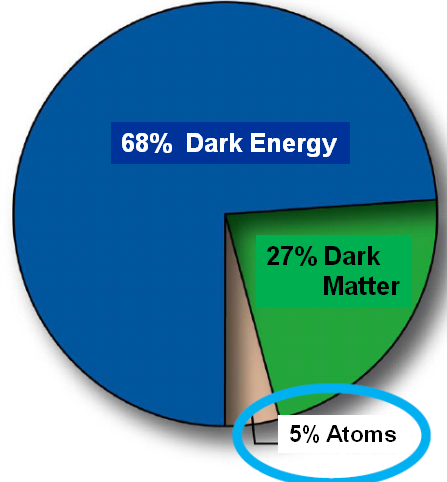 68% Dark Energy
27% Dark
Matter
5% Atoms